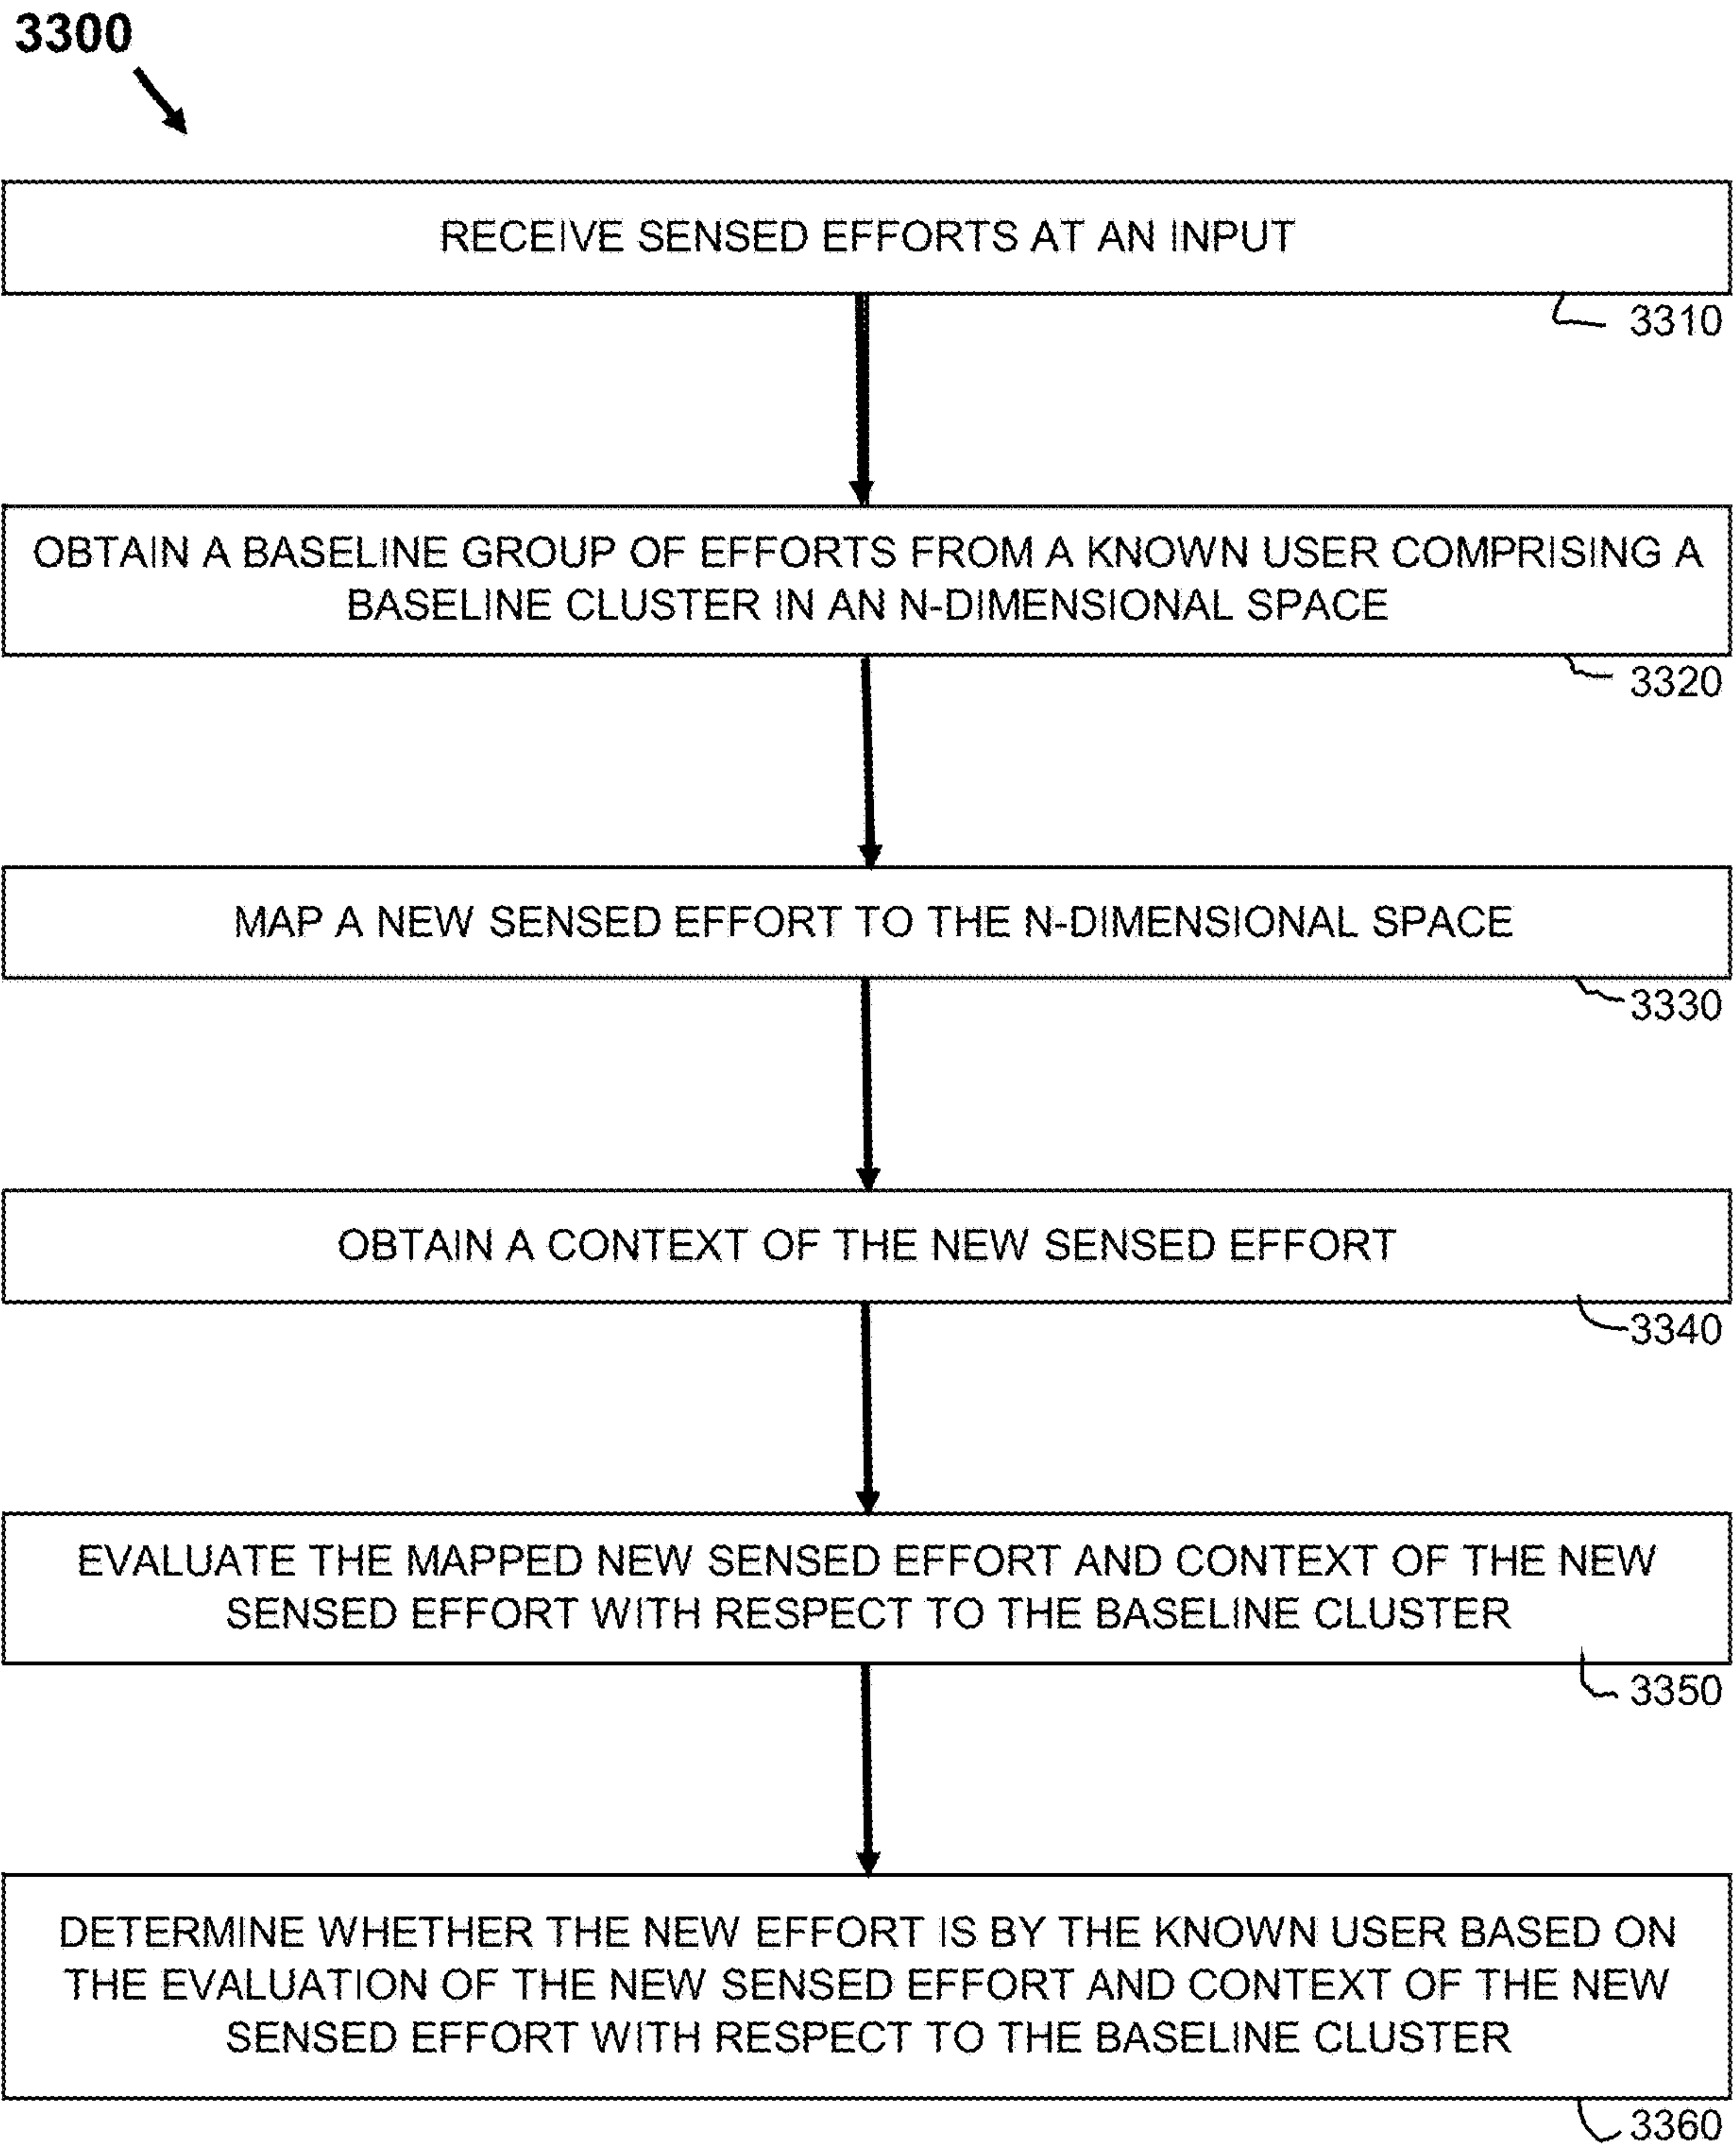 3300
RECEIVE SENSED EFFORTS AT AN INPUT
3310
OBTAIN A BASELINE GROUP OF EFFORTS FROM A KNOWN USER COMPRISING A
BASELINE CLUSTER IN AN N-DIMENSIONAL SPACE
3320
MAP A NEW SENSED EFFORT TO THE N-DIMENSIONAL SPACE
3330
OBTAIN A CONTEXT OF THE NEW SENSED EFFORT
3340
EVALUATE THE MAPPED NEW SENSED EFFORT AND CONTEXT OF THE NEW
SENSED EFFORT WITH RESPECT TO THE BASELINE CLUSTER
3350
DETERMINE WHETHER THE NEW EFFORT IS BY THE KNOWN USER BASED ON
THE EVALUATION OF THE NEW SENSED EFFORT AND CONTEXT OF THE NEW
SENSED EFFORT WITH RESPECT TO THE BASELINE CLUSTER
3360